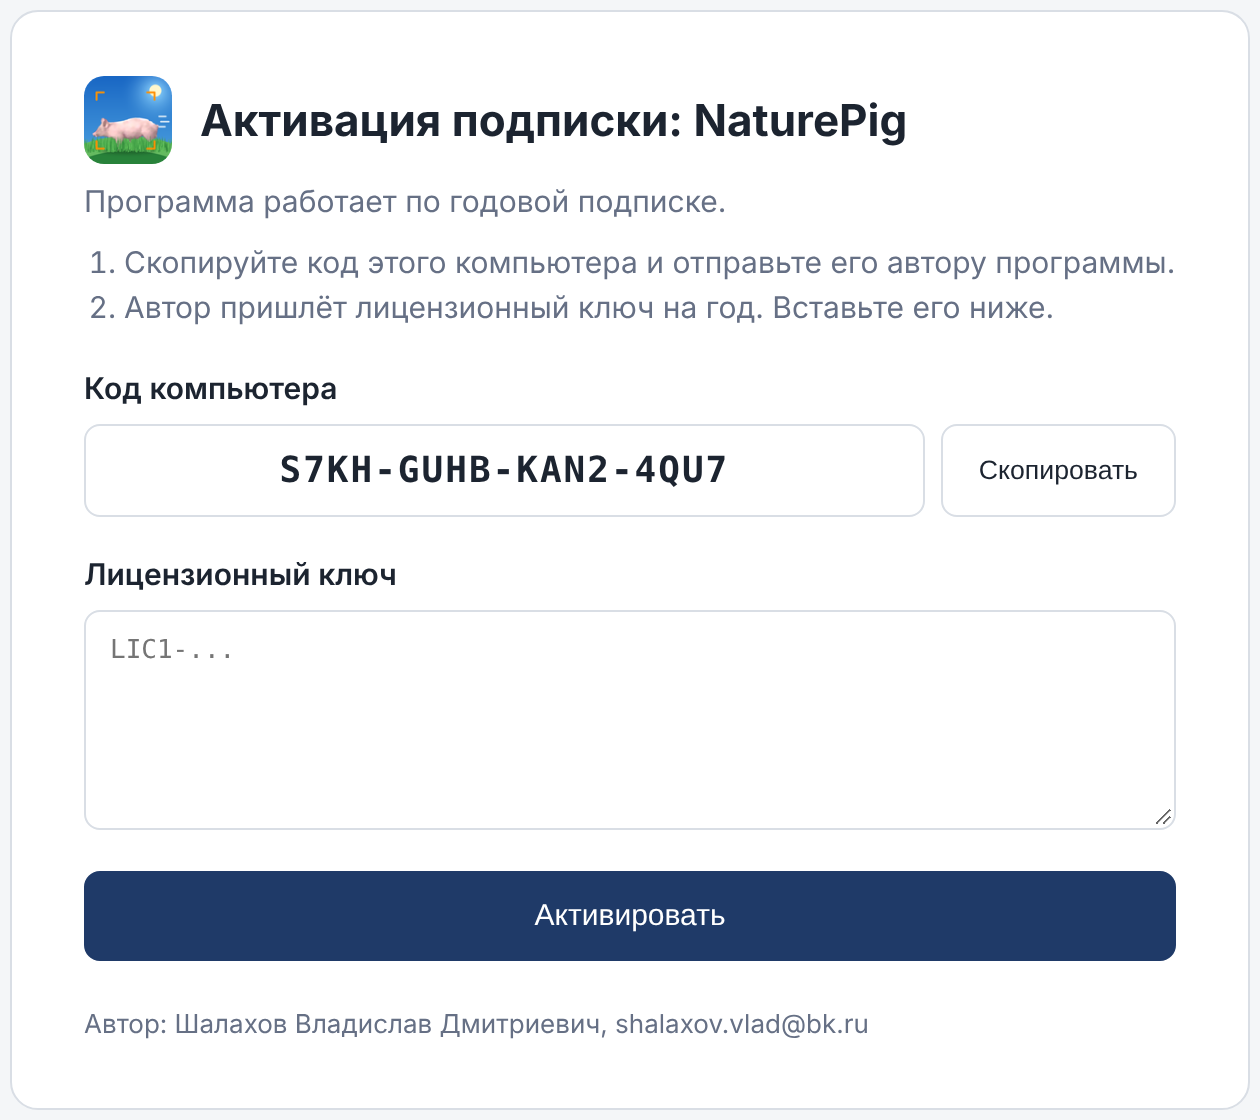 Активация подписки: NaturePig
Программа работает по годовой подписке.
1. Скопируйте код этого компьютера и отправьте его автору программы.
2. Автор пришлёт лицензионный ключ на год. Вставьте его ниже.
Код компьютера
S7KH-GUHB-KAN2-4QU7
Скопировать
Лицензионный ключ
LIC1-...
Активировать
Автор: Шалахов Владислав Дмитриевич, shalaxov.vlad@bk.ru